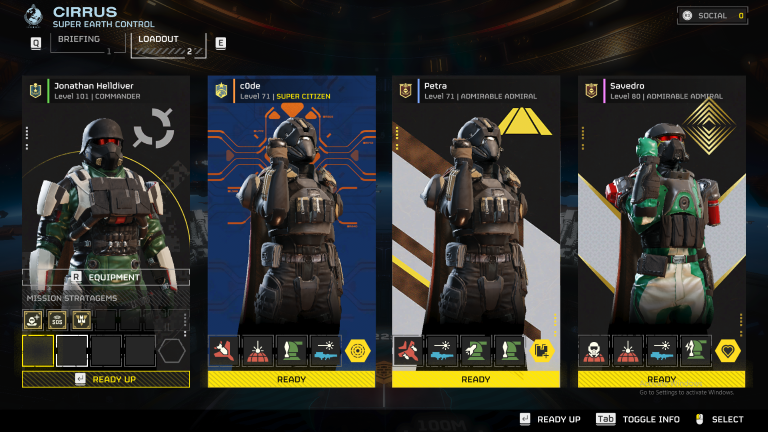 CIRRUS
SUPER EARTH CONTROL
SOCIAL 0
Q BRIEFING 1
LOADOUT 2 E
Jonathan Helldiver
Level 101 | COMMANDER
c0de
Level 71 | SUPER CITIZEN
Petra
Level 71 | ADMIRABLE ADMIRAL
Savedro
Level 80 | ADMIRABLE ADMIRAL
R EQUIPMENT
MISSION STRATAGEMS
SOS
READY UP
READY
READY
READY
Go to Settings to activate Windows.
100M
READY UP
Tab TOGGLE INFO
SELECT